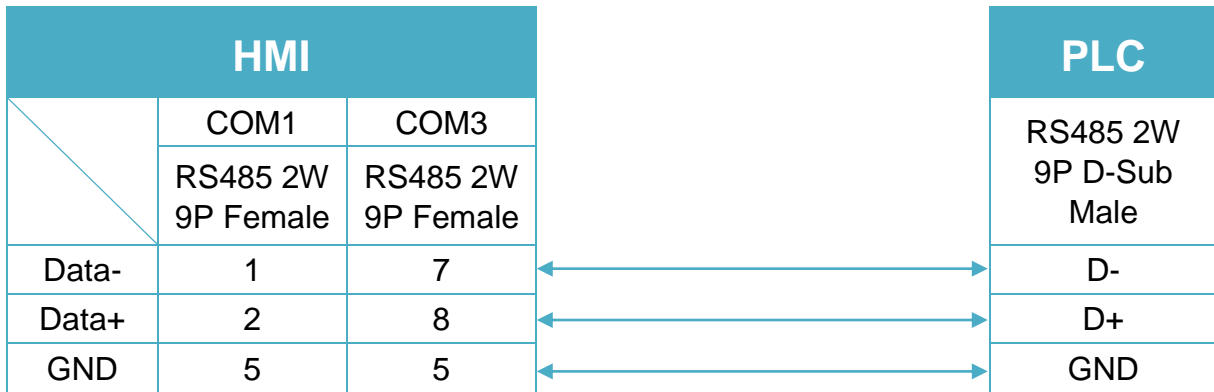 HMI
PLC
COM1 COM3
RS485 2W
9P Female
RS485 2W
9P Female
RS485 2W
9P D-Sub
Male
Data- 1 7 D-
Data+ 2 8 D+
GND 5 5 GND